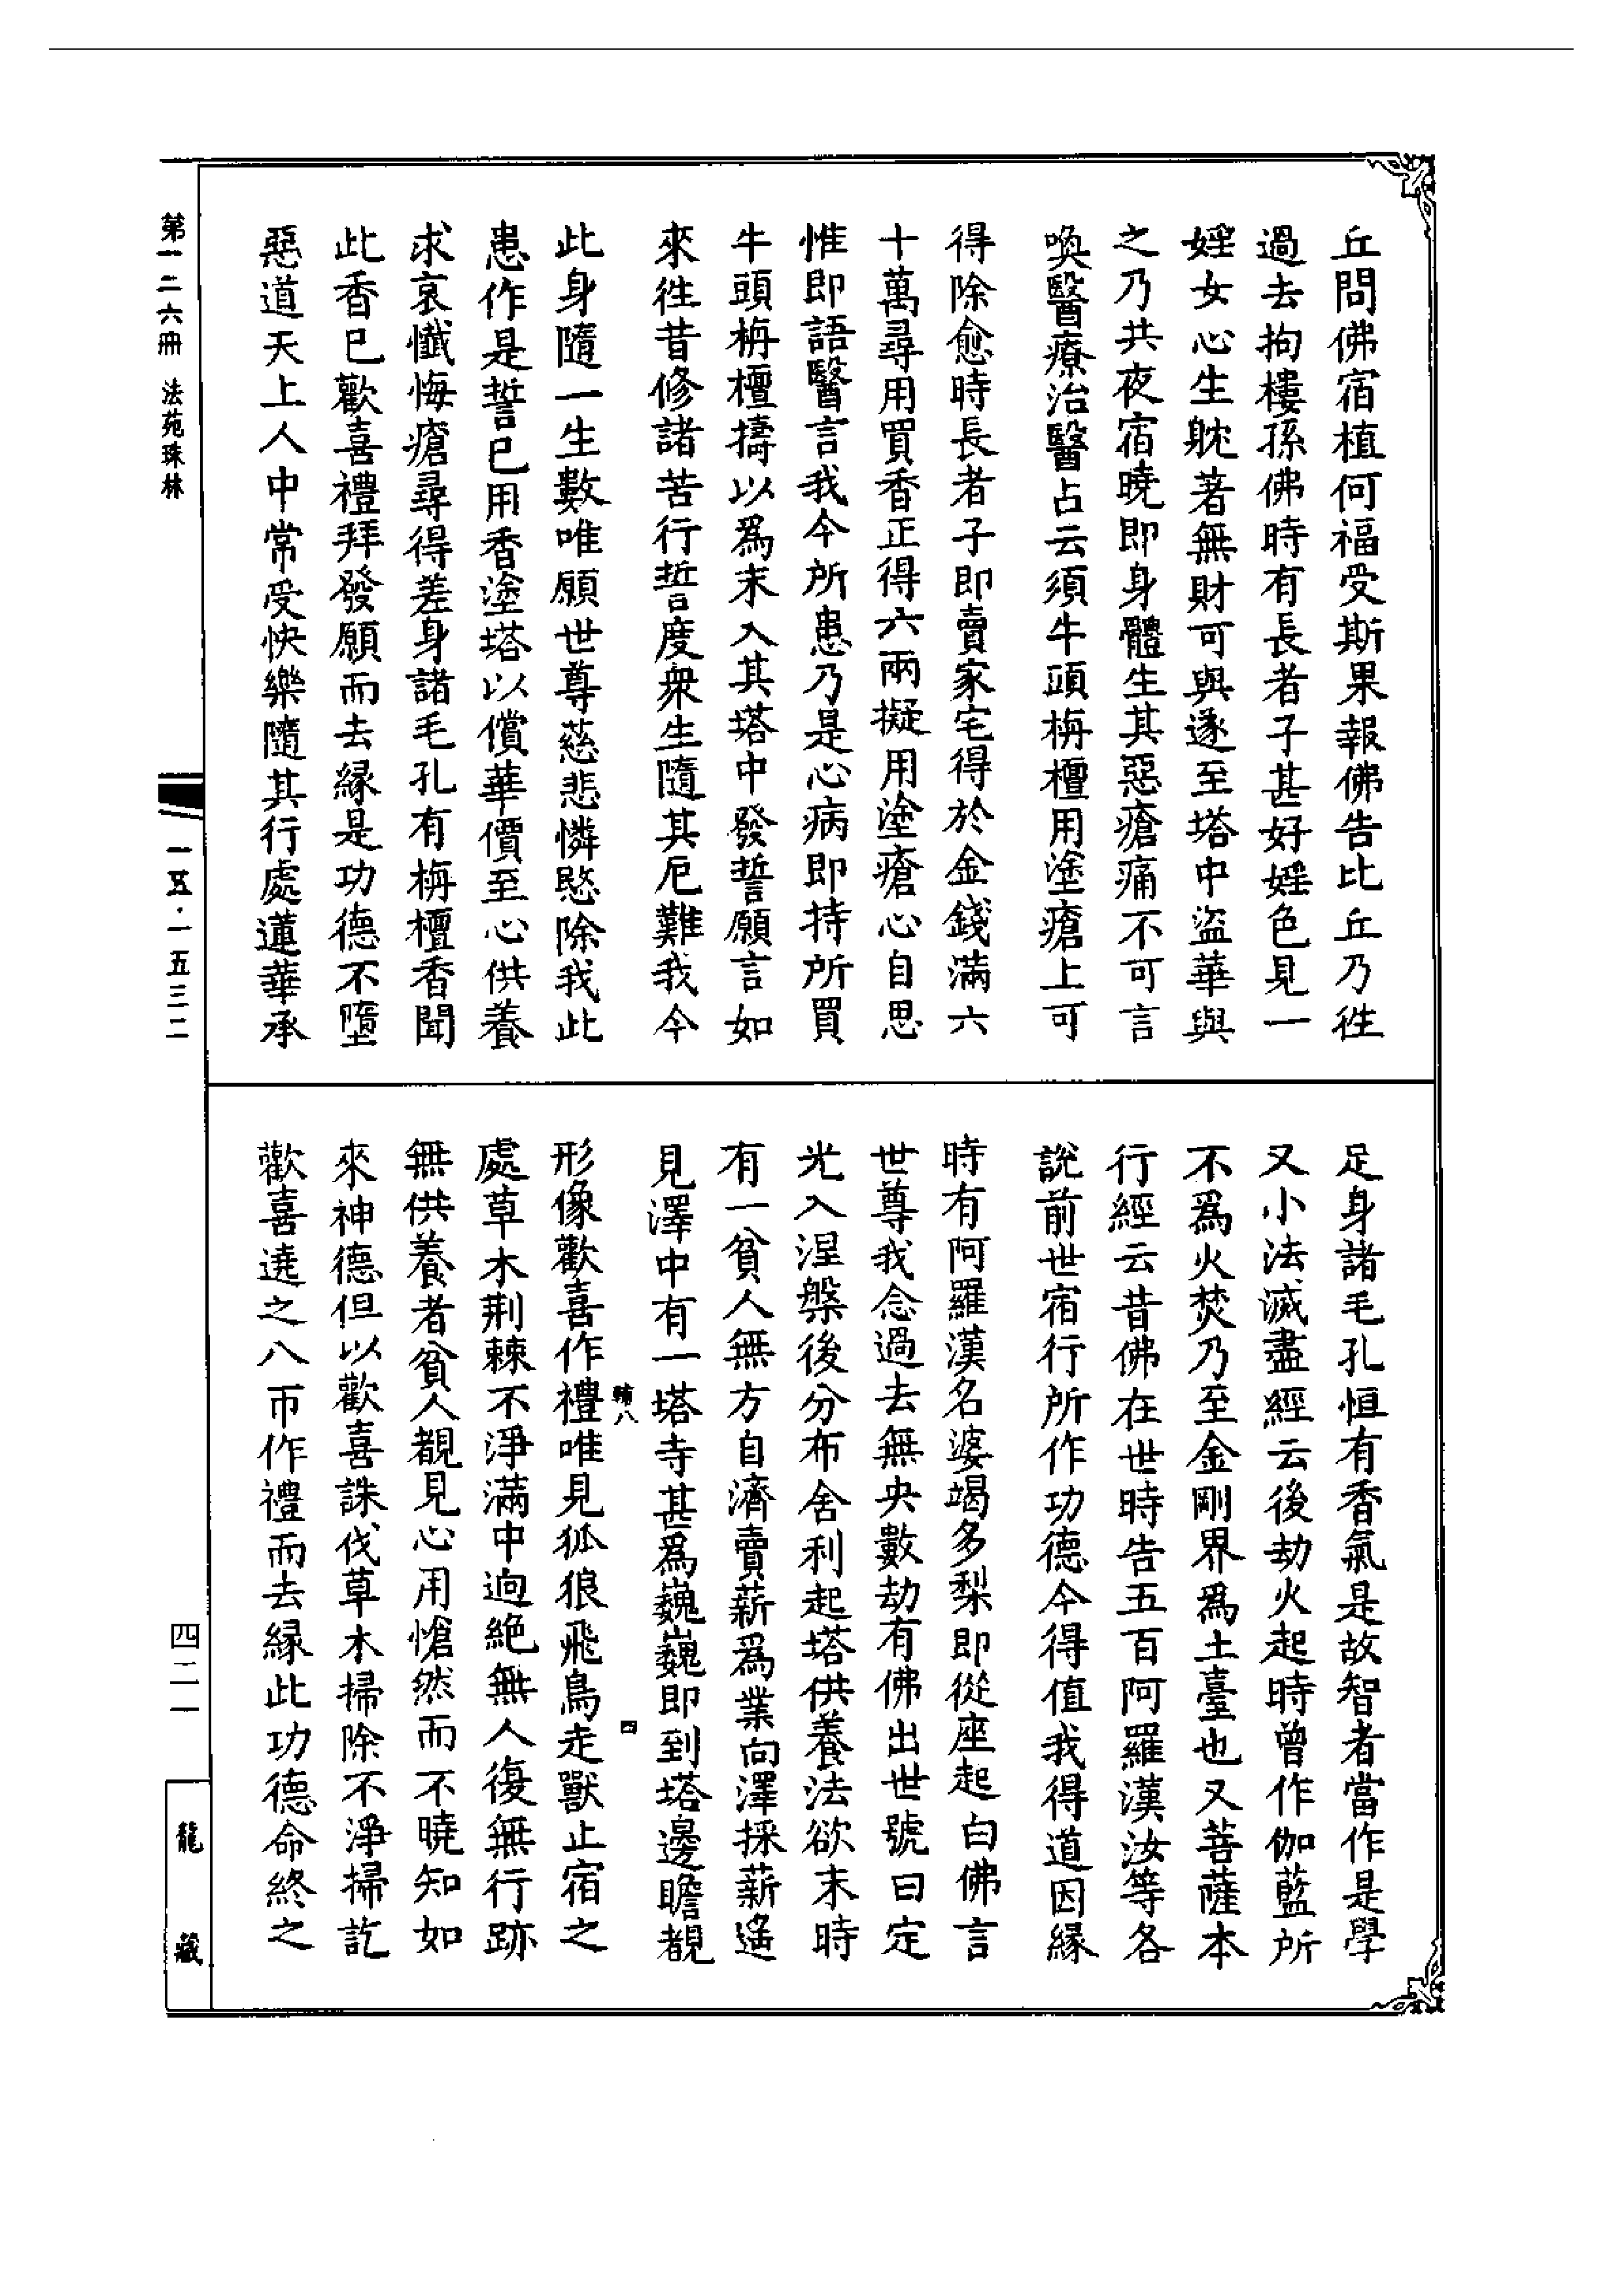 丘問佛宿植何福受斯果報佛告比丘乃徃
過去拘樓孫佛時有長者子甚好婬色見一
婬女心生躭著無財可與遂至塔中盗華與
之乃共夜宿曉即身體生其惡瘡痛不可言
喚醫療治醫占云須牛頭栴檀用塗瘡上可
得除愈時長者子即賣家宅得於金錢滿六
十萬尋用買香正得六兩擬用塗瘡心自思
惟即語醫言我今所患乃是心病即持所買
牛頭栴檀擣以爲末入其塔中發誓願言如
來徃昔修諸苦行誓度衆生隨其厄難我今
此身隨一生數唯願世尊慈悲憐愍除我此
患作是誓已用香塗塔以償華價至心供養
求哀懺悔瘡尋得差身諸毛孔有栴檀香聞
此香已歡喜禮拜發願而去縁是功德不墮
惡道天上人中常受快樂隨其行處蓮華承
足身諸毛孔恒有香氣是故智者當作是學
又小法滅盡經云後劫火起時曾作伽藍所
不爲火焚乃至金剛界爲土臺也又菩薩本
行經云昔佛在世時告五百阿羅漢汝等各
説前世宿行所作功德今得值我得道因縁
時有阿羅漢名婆竭多梨即從座起白佛言
世尊我念過去無央數劫有佛出世號曰定
光入涅槃後分布舍利起塔供養法欲末時
有一貧人無方自濟賣薪爲業向澤採薪遙
見澤中有一塔寺甚爲巍巍即到塔邊瞻覩
輔八
四
形像歡喜作禮唯見狐狼飛鳥走獸止宿之
處草木荆棘不淨滿中逈絶無人復無行跡
無供養者貧人覩見心用愴然而不曉知如
來神德但以歡喜誅伐草木掃除不淨掃訖
歡喜遶之八帀作禮而去縁此功德命終之
第一二六冊 法苑珠林
一五·一五三二
四二一
龍藏